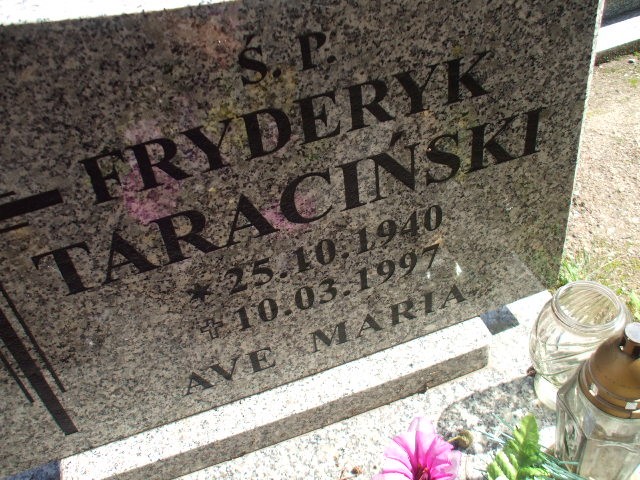 Ś. P.
FRYDERYK
TARACIŃSKI
★ 25.10.1940
✝ 10.03.1997
AVE MARIA